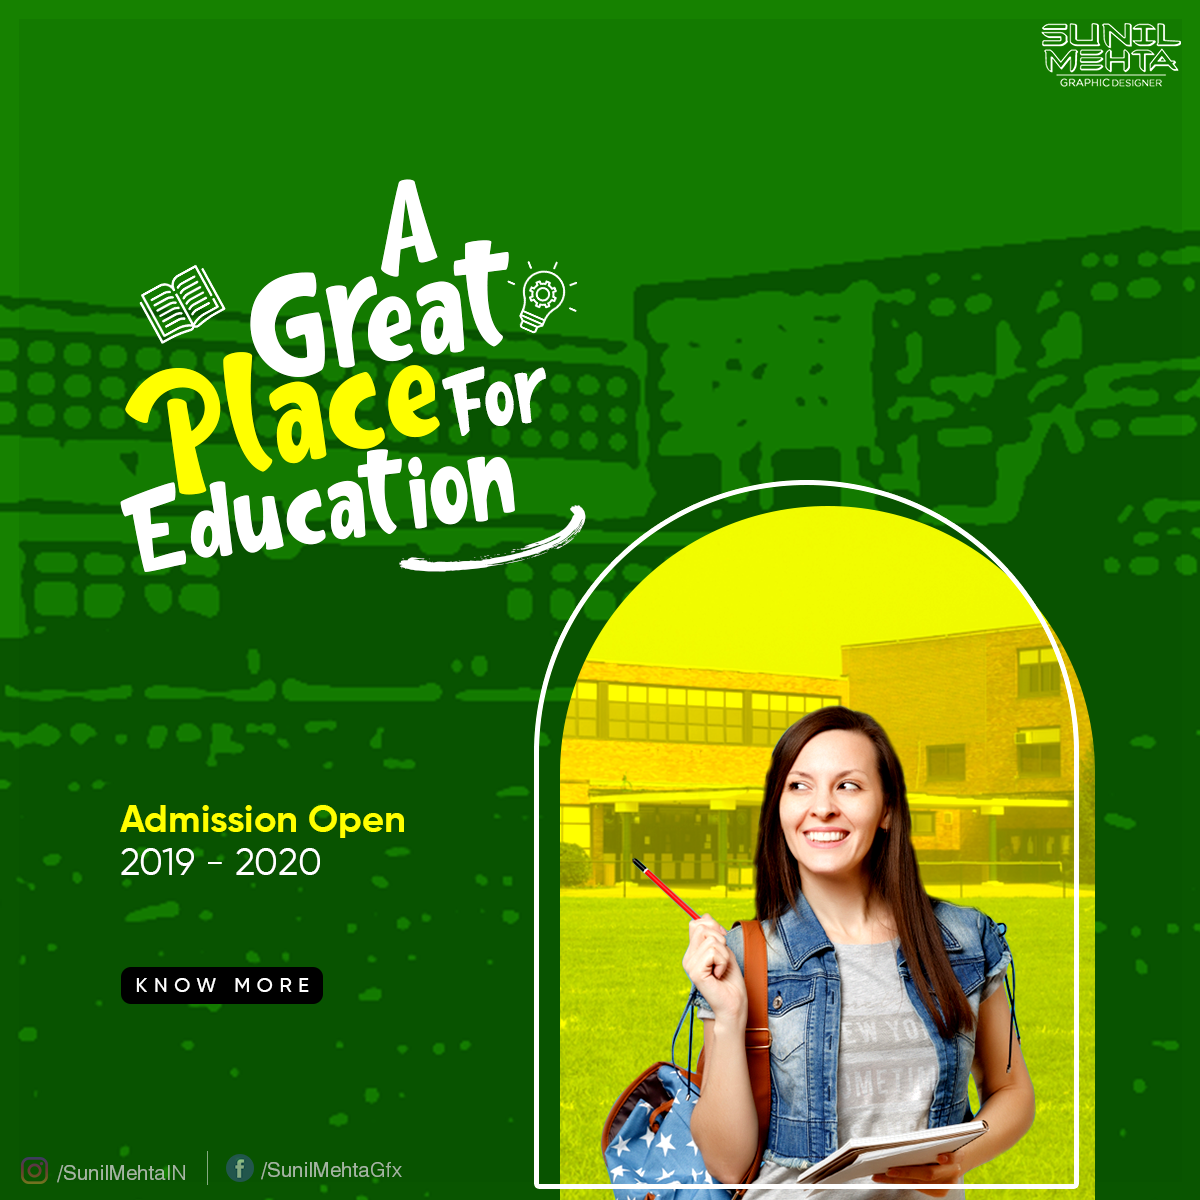 SUNIL
MEHTA
GRAPHIC DESIGNER
A
Great
Place For
Education
Admission Open
2019 - 2020
KNOW MORE
/SunilMehtaIN
/SunilMehtaGfx